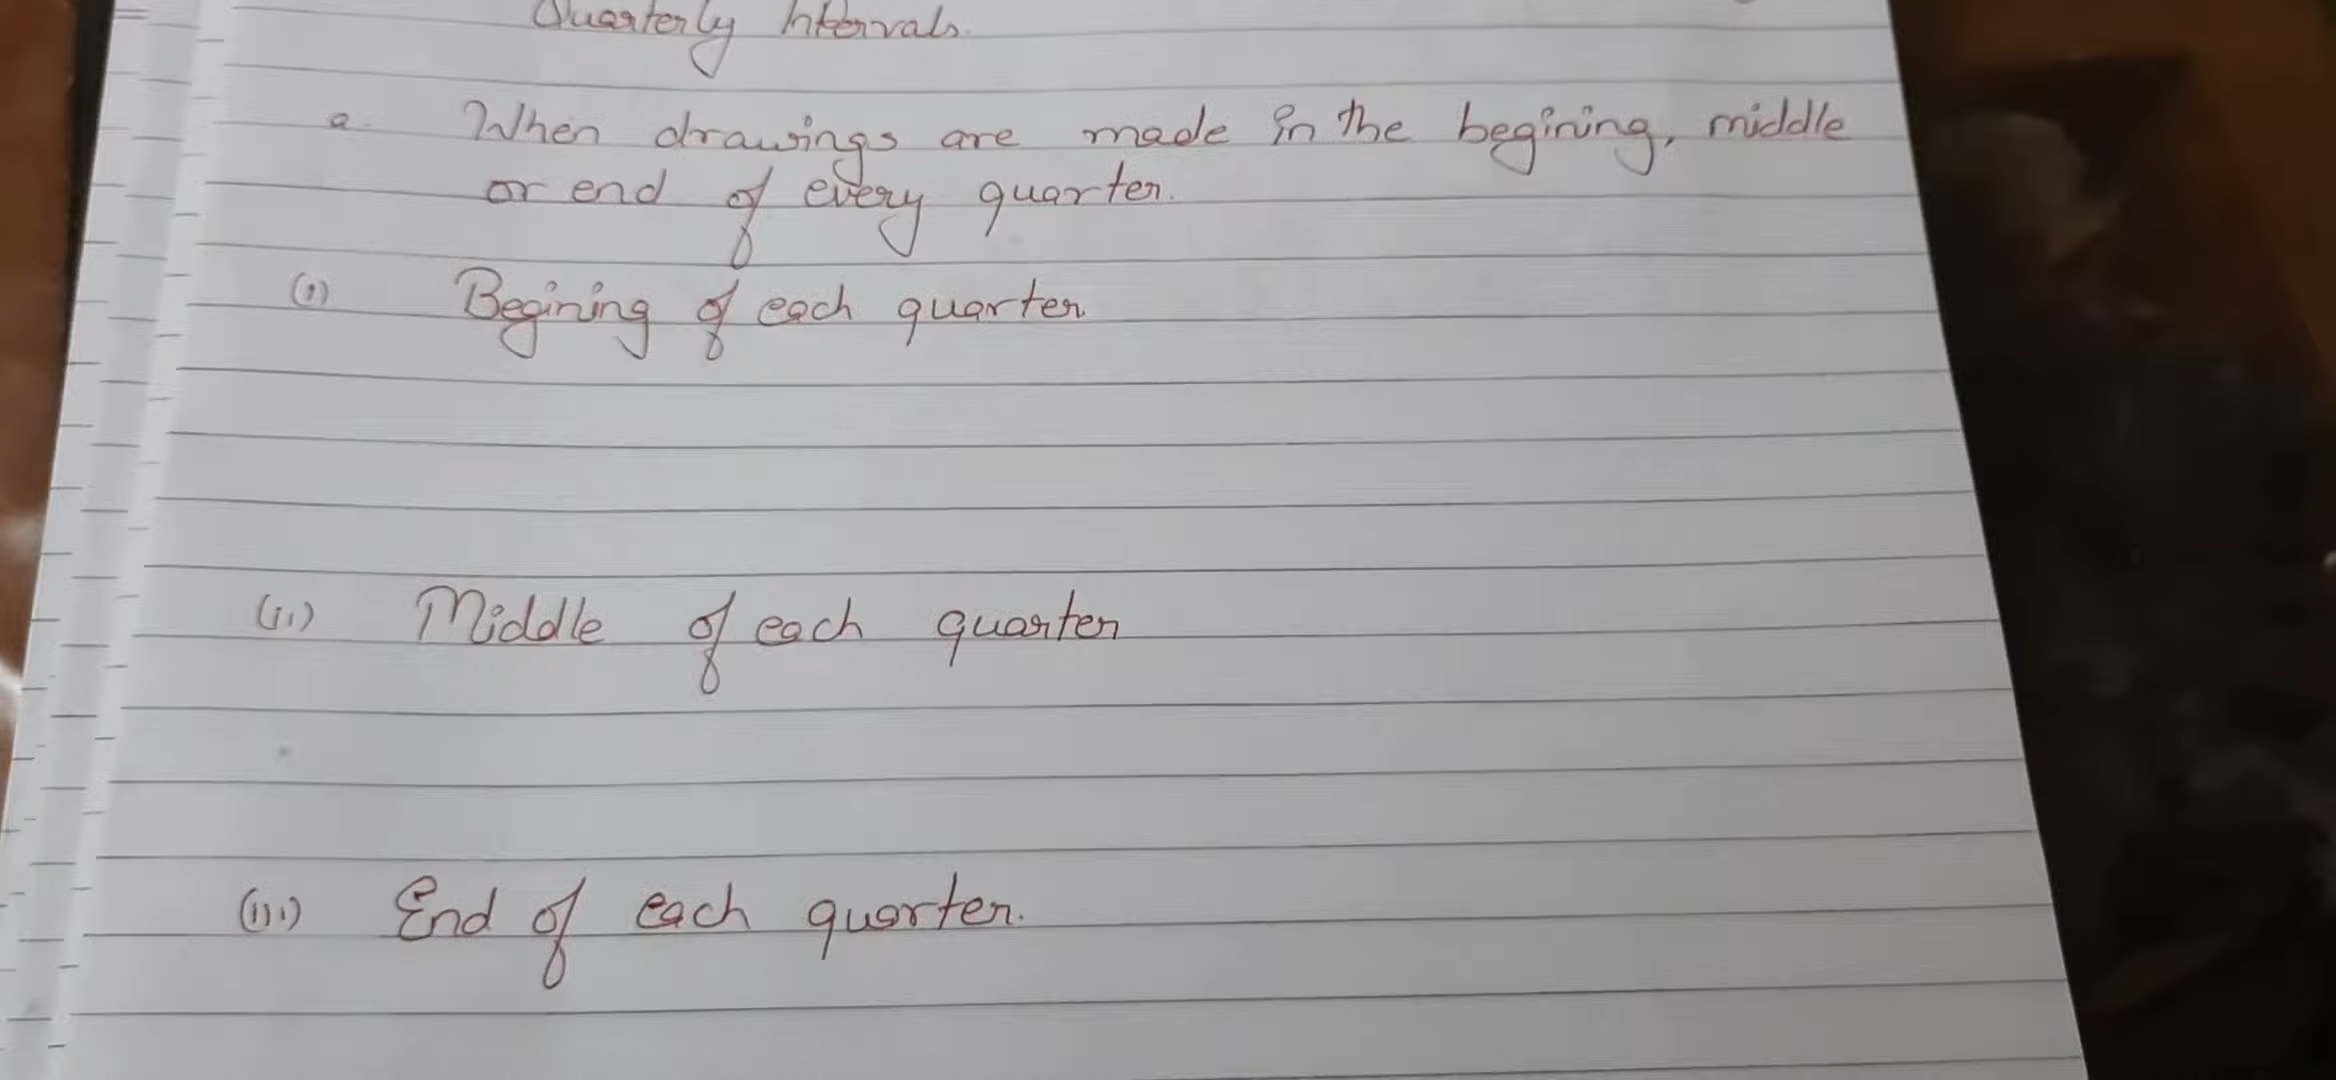 Quarterly Intervals.
a. When drawings are made in the begining, middle
or end of every quarter.
(i) Begining of each quarter
(ii) Middle of each quarter
(iii) End of each quarter.